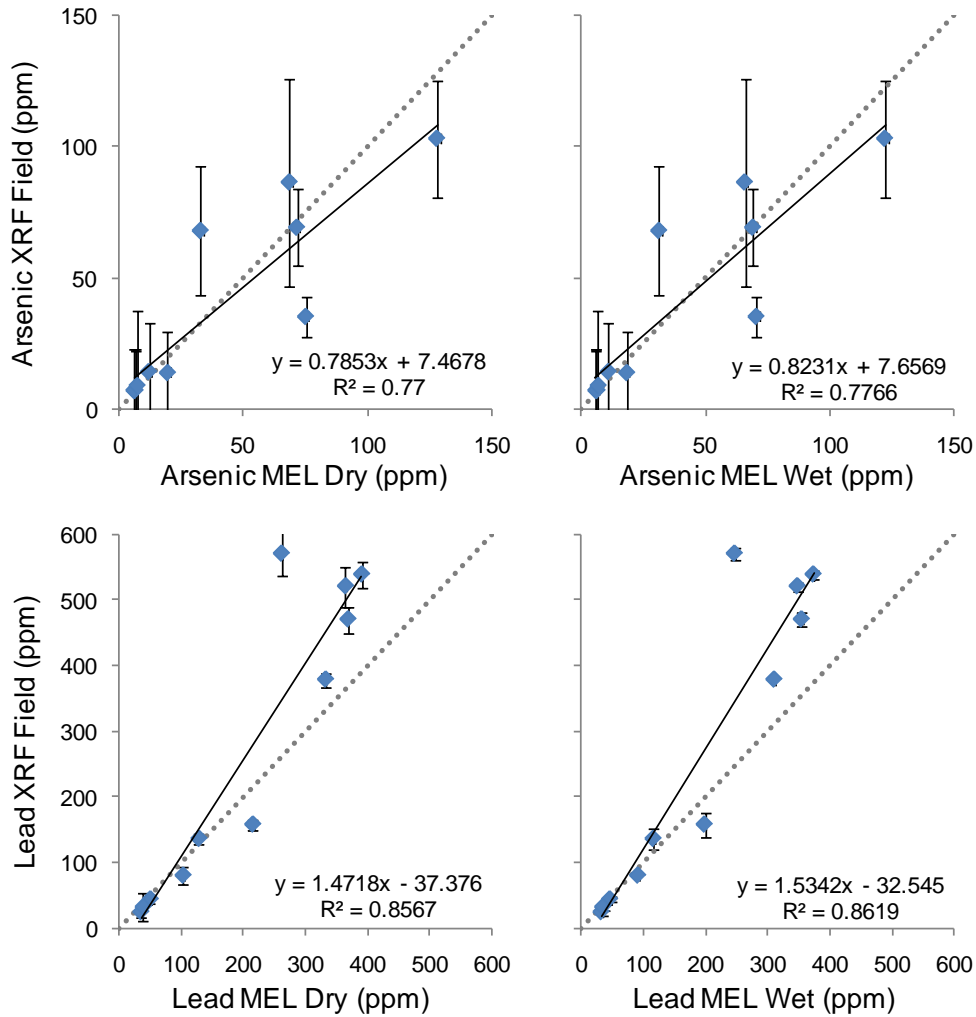 150
100
50
0
Arsenic XRF Field (ppm)
y = 0.7853x + 7.4678
R² = 0.77
0 50 100 150
Arsenic MEL Dry (ppm)
y = 0.8231x + 7.6569
R² = 0.7766
0 50 100 150
Arsenic MEL Wet (ppm)
600
500
400
300
200
100
0
Lead XRF Field (ppm)
y = 1.4718x - 37.376
R² = 0.8567
0 100 200 300 400 500 600
Lead MEL Dry (ppm)
y = 1.5342x - 32.545
R² = 0.8619
0 100 200 300 400 500 600
Lead MEL Wet (ppm)